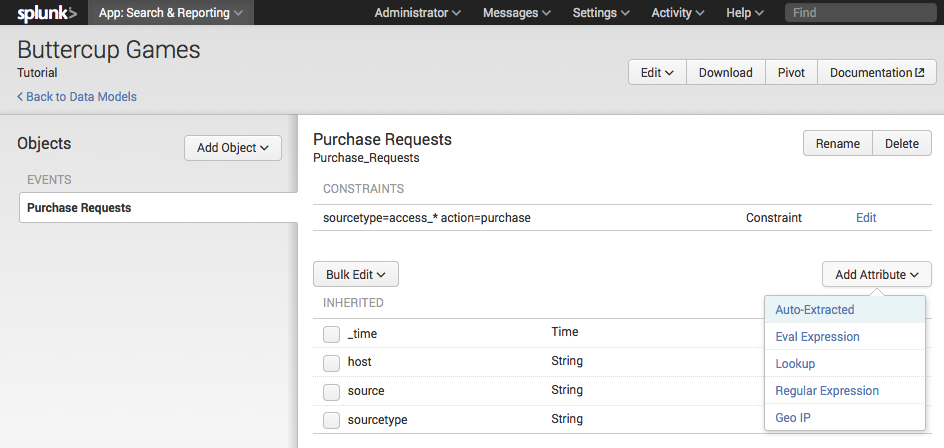 splunk> App: Search & Reporting Administrator Messages Settings Activity Help Find
Buttercup Games
Tutorial
Edit Download Pivot Documentation
< Back to Data Models
Objects
Add Object
EVENTS
Purchase Requests
Purchase Requests
Purchase_Requests
Rename Delete
CONSTRAINTS
sourcetype=access_* action=purchase Constraint Edit
Bulk Edit Add Attribute
INHERITED
_time Time
host String
source String
sourcetype String
Auto-Extracted
Eval Expression
Lookup
Regular Expression
Geo IP